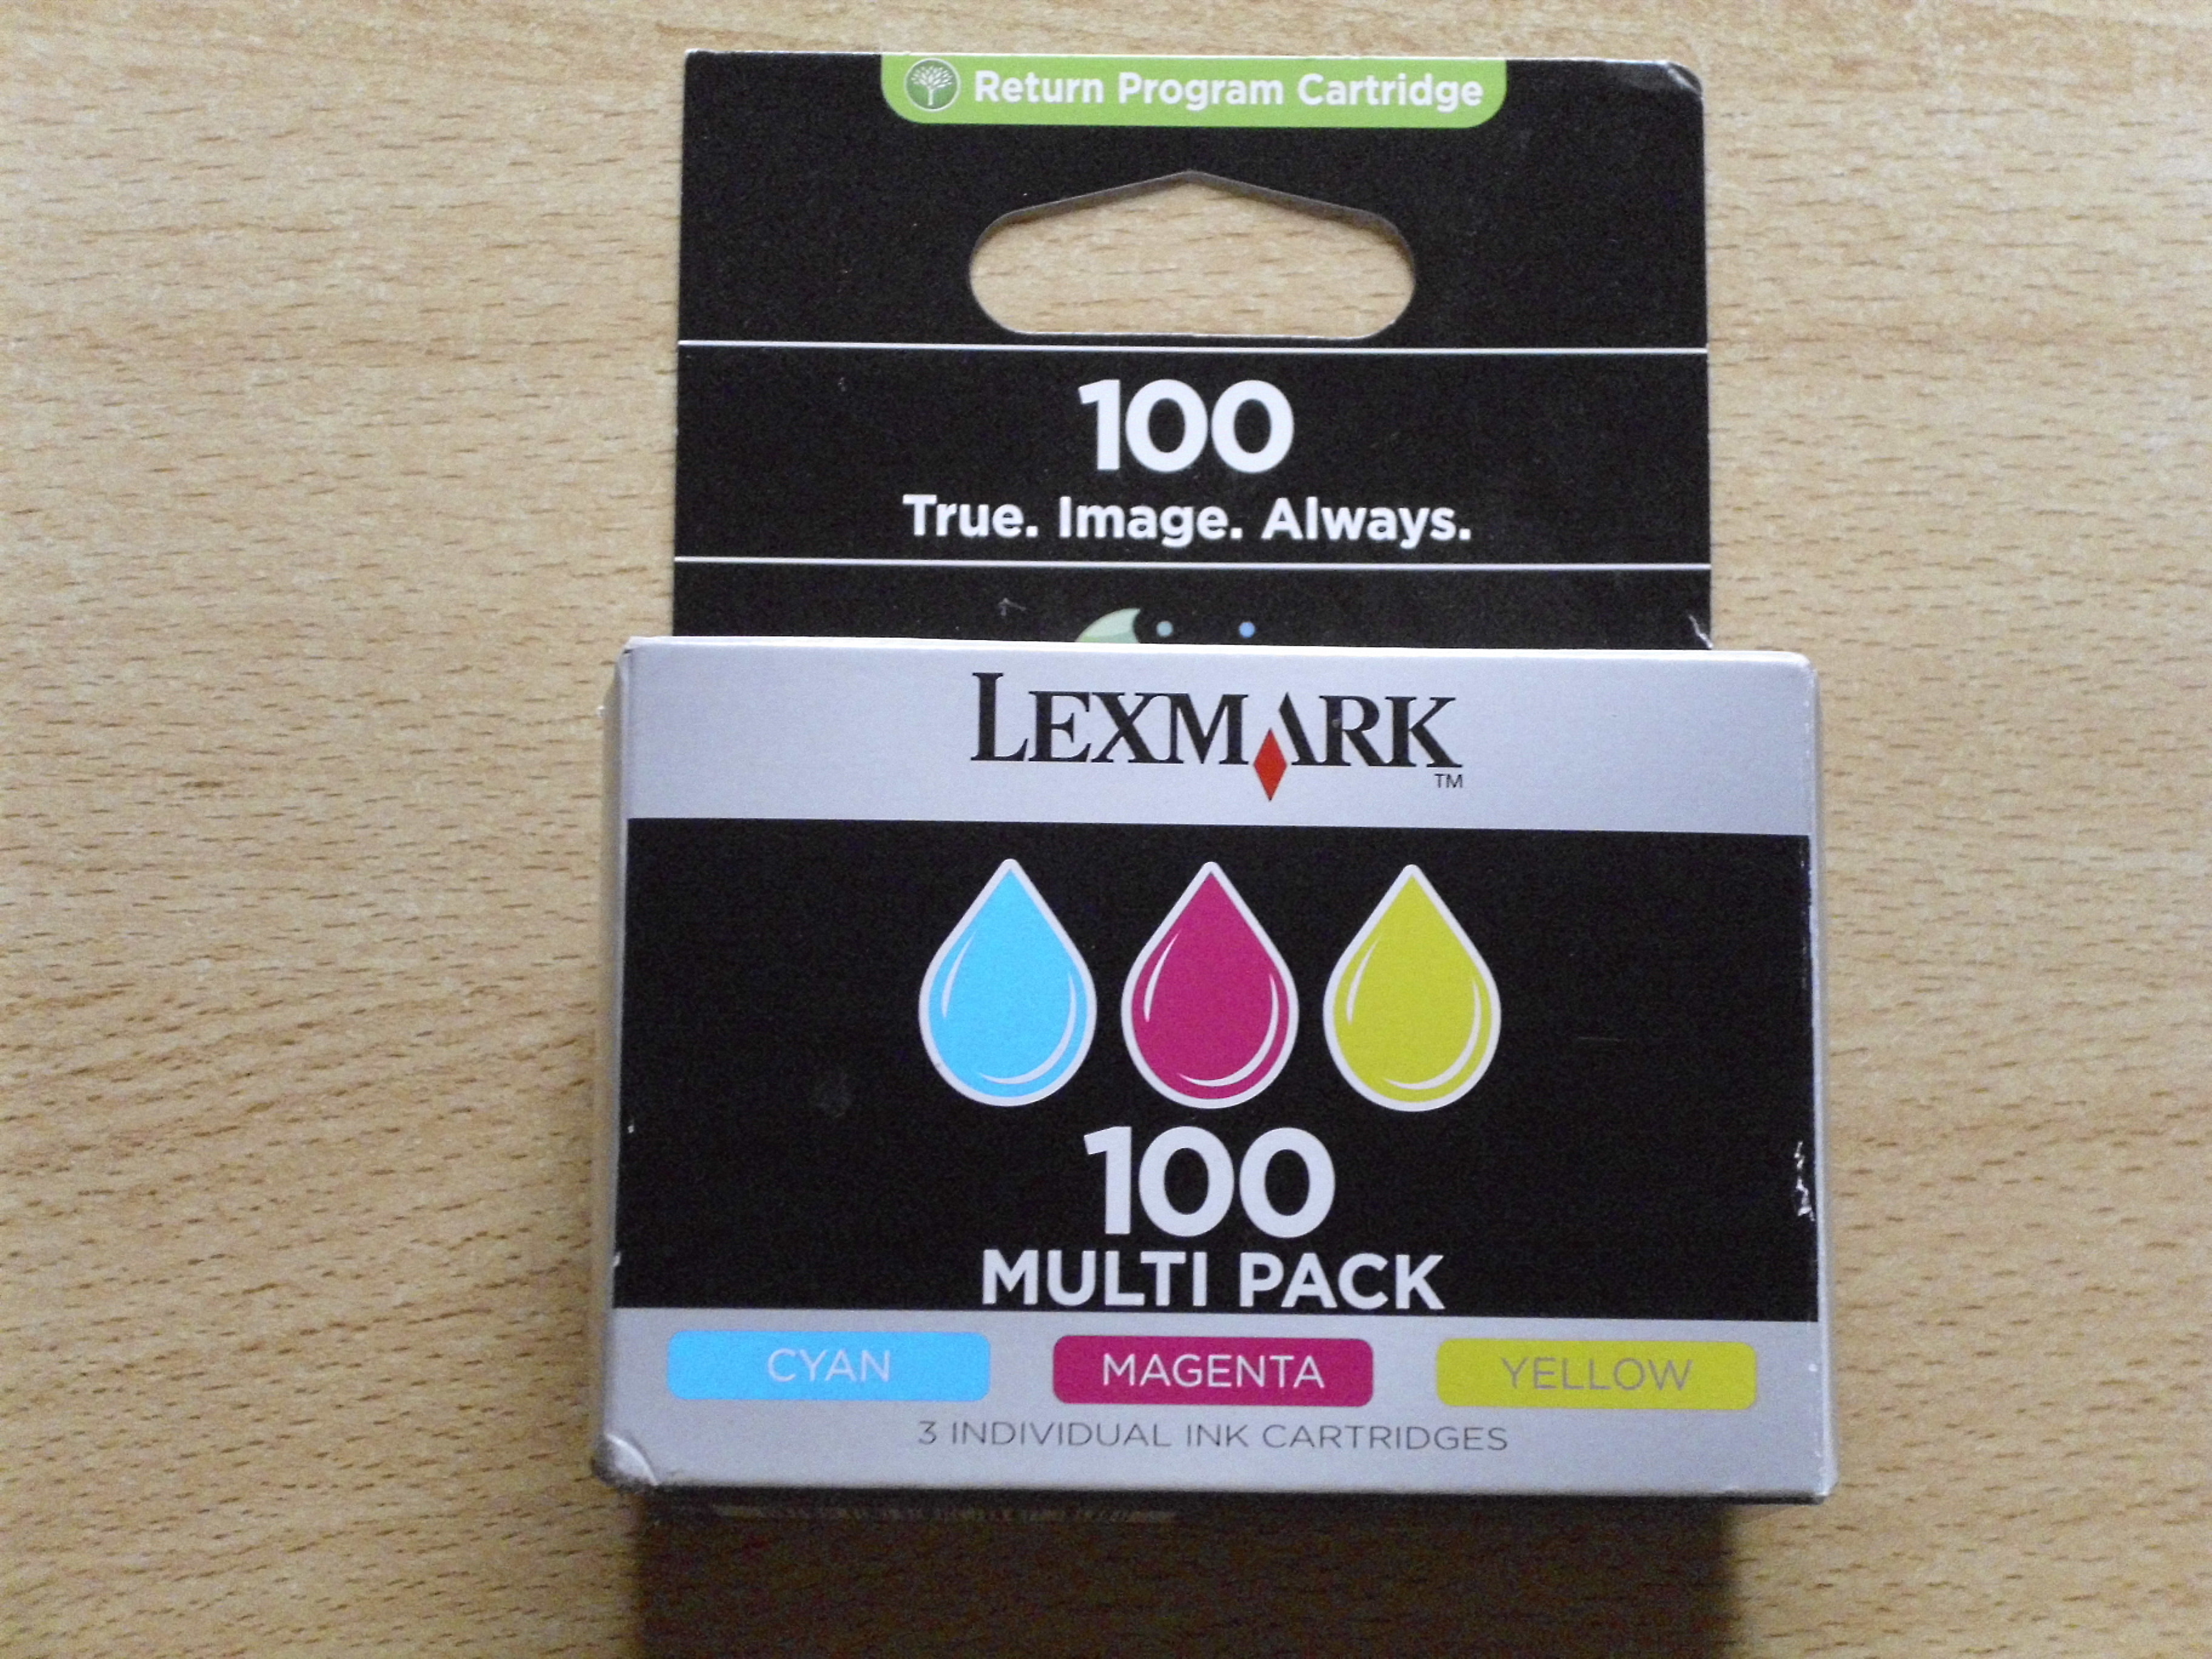 Return Program Cartridge
100
True. Image. Always.
LEXMARK
TM
100
MULTI PACK
CYAN MAGENTA YELLOW
3 INDIVIDUAL INK CARTRIDGES